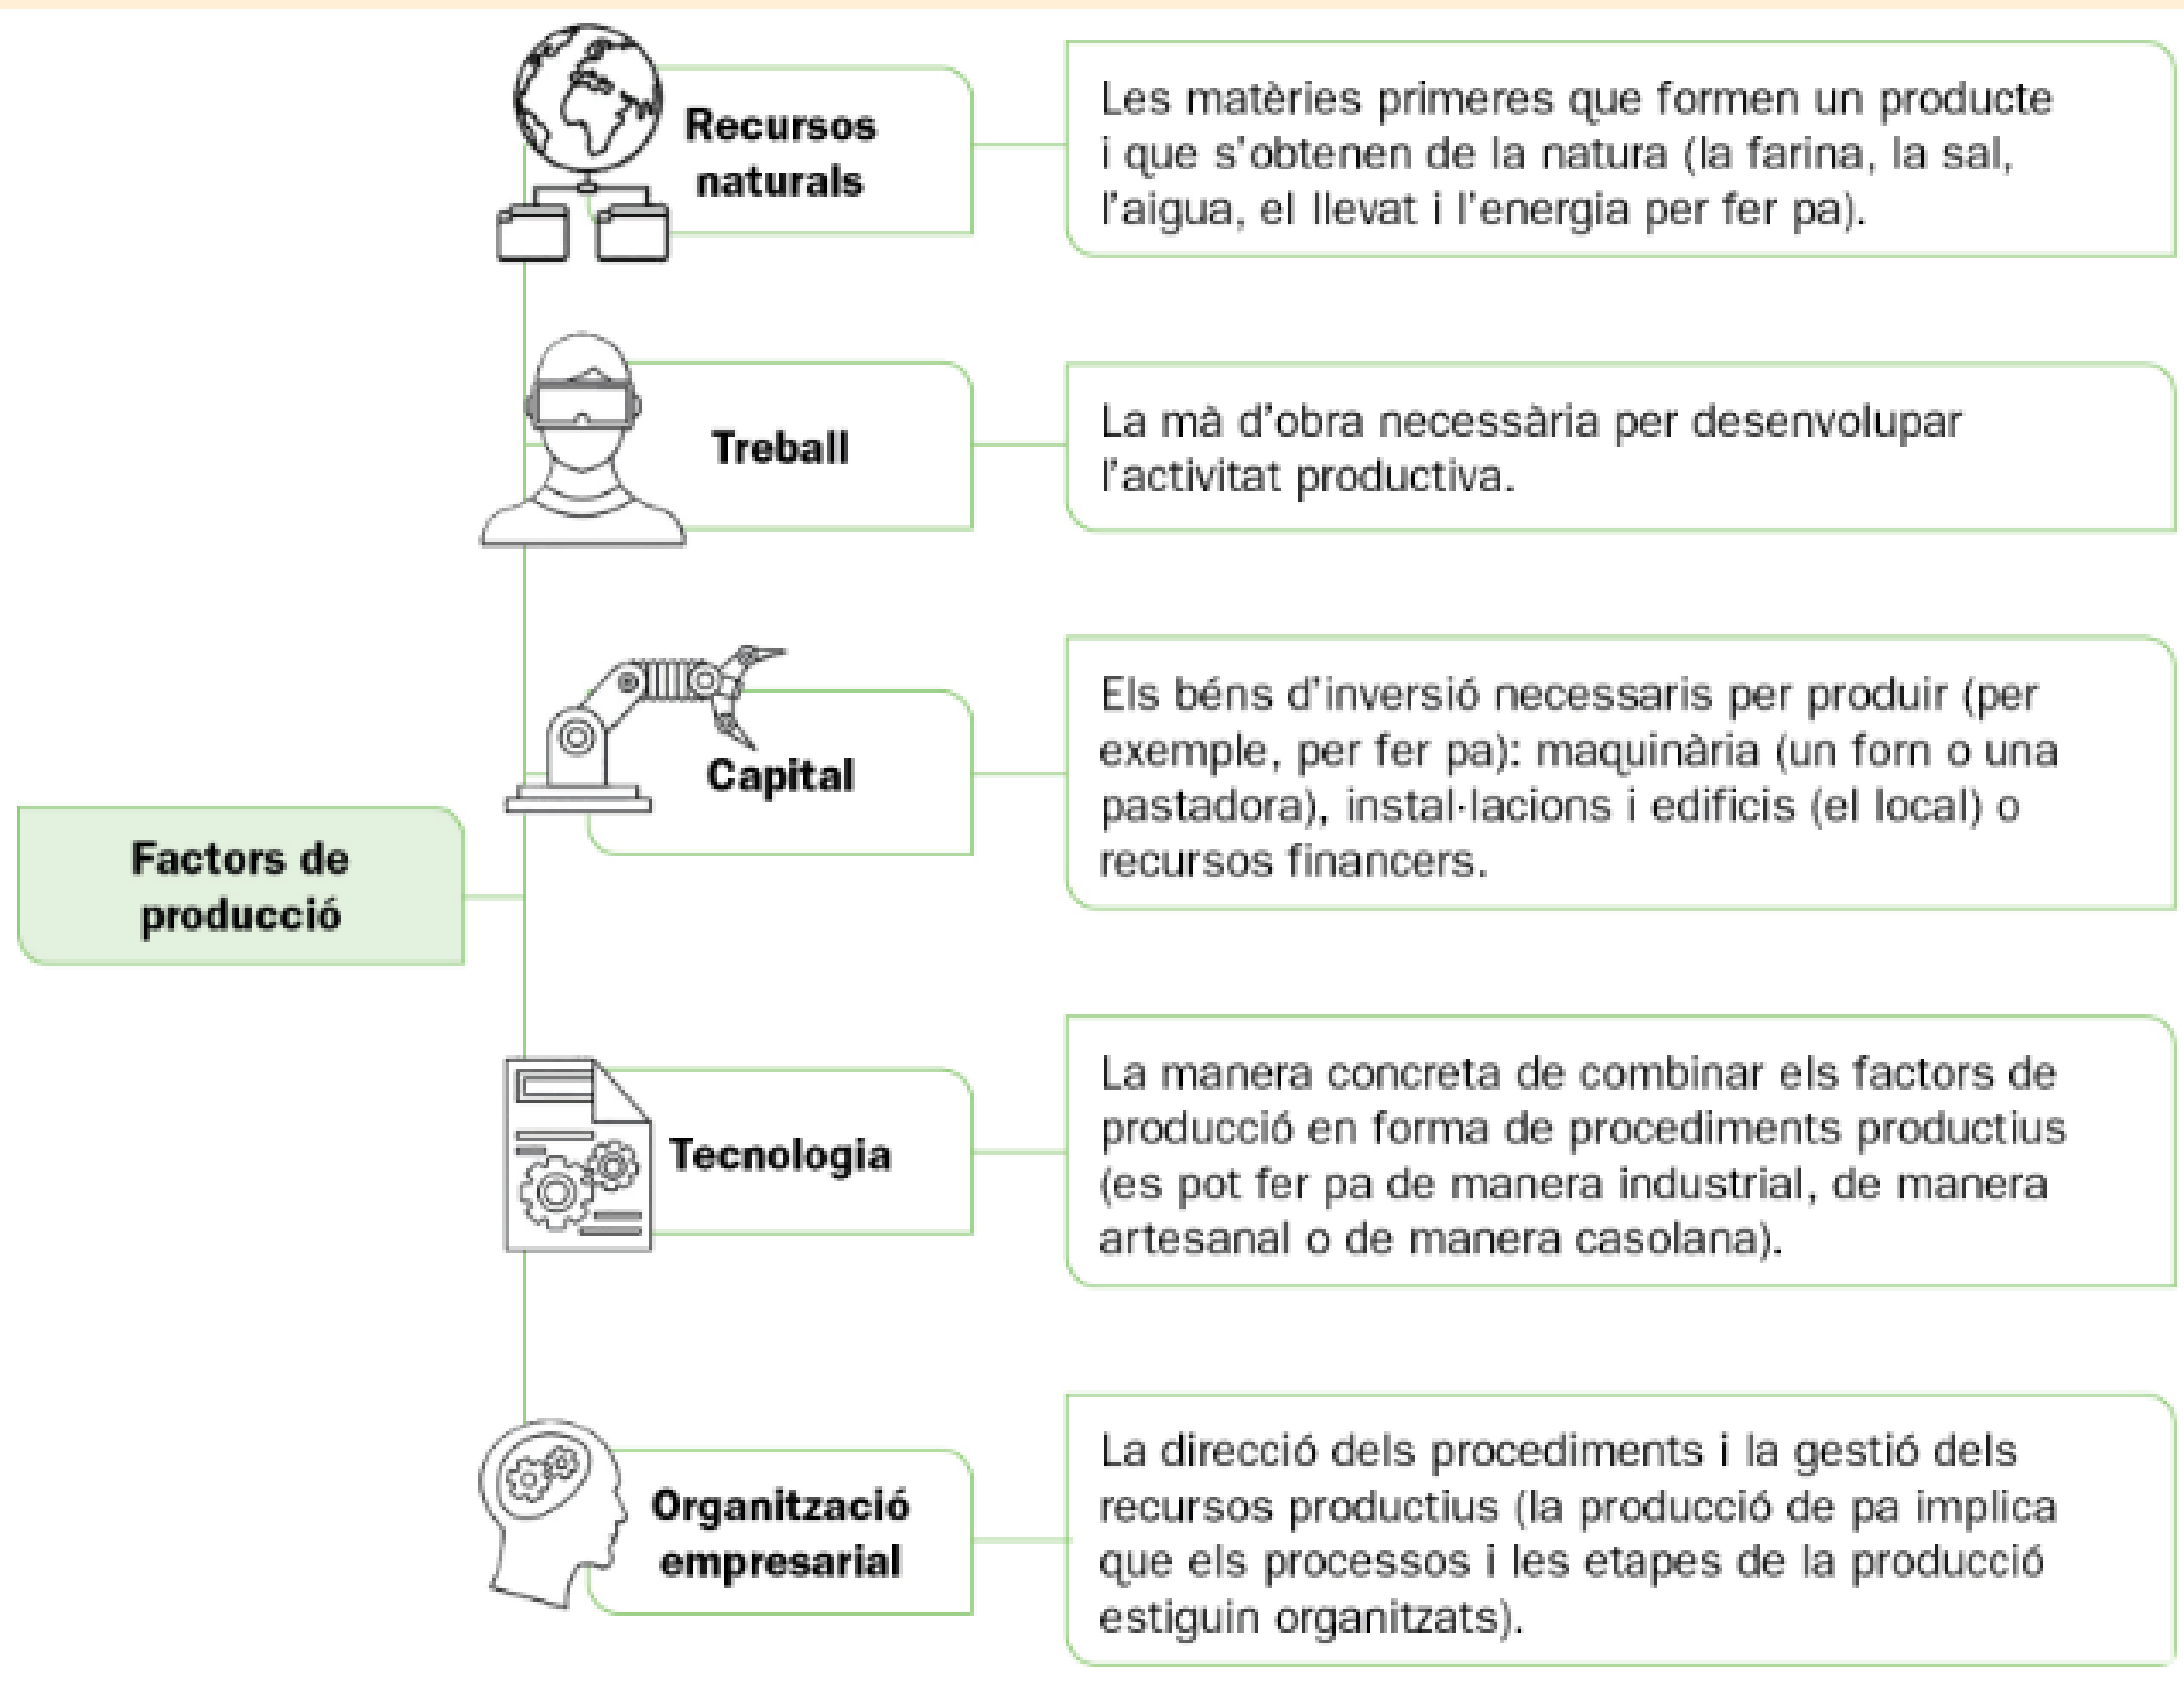 Recursos
naturals
Les matèries primeres que formen un producte
i que s'obtenen de la natura (la farina, la sal,
l'aigua, el llevat i l'energia per fer pa).
Treball
La mà d'obra necessària per desenvolupar
l'activitat productiva.
Capital
Els béns d'inversió necessaris per produir (per
exemple, per fer pa): maquinària (un forn o una
pastadora), instal·lacions i edificis (el local) o
recursos financers.
Factors de
producció
Tecnologia
La manera concreta de combinar els factors de
producció en forma de procediments productius
(es pot fer pa de manera industrial, de manera
artesanal o de manera casolana).
Organització
empresarial
La direcció dels procediments i la gestió dels
recursos productius (la producció de pa implica
que els processos i les etapes de la producció
estiguin organitzats).